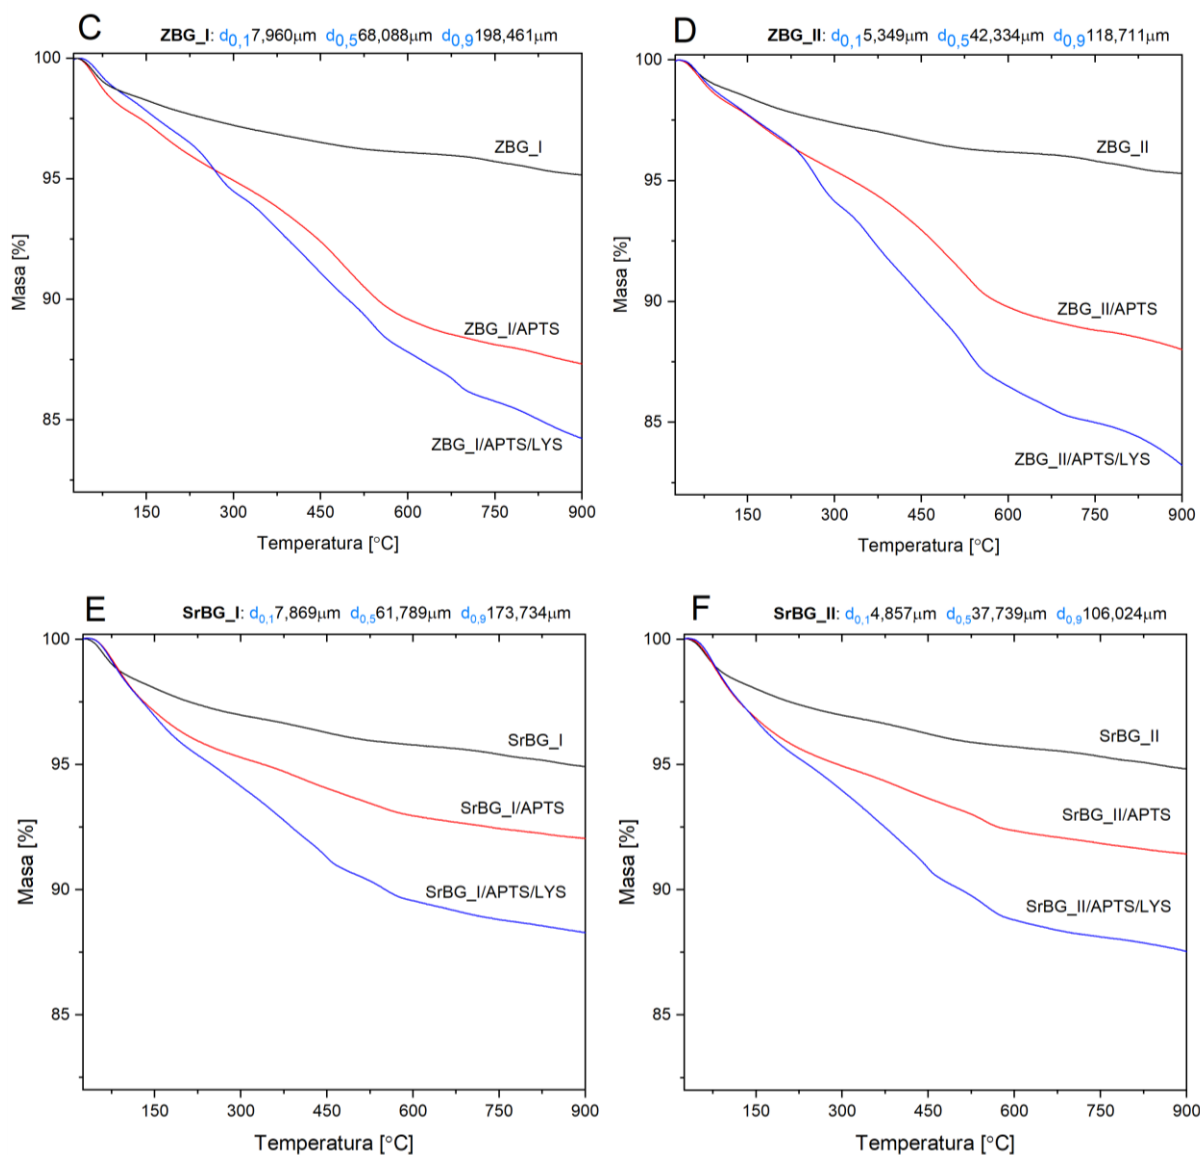 C
ZBG_I: d0,17,960μm d0,568,088μm d0,9198,461μm
100
95
90
85
Masa [%]
ZBG_I
ZBG_I/APTS
ZBG_I/APTS/LYS
150 300 450 600 750 900
Temperatura [°C]
D
ZBG_II: d0,15,349μm d0,542,334μm d0,9118,711μm
100
95
90
85
Masa [%]
ZBG_II
ZBG_II/APTS
ZBG_II/APTS/LYS
150 300 450 600 750 900
Temperatura [°C]
E
SrBG_I: d0,17,869μm d0,561,789μm d0,9173,734μm
100
95
90
85
Masa [%]
SrBG_I
SrBG_I/APTS
SrBG_I/APTS/LYS
150 300 450 600 750 900
Temperatura [°C]
F
SrBG_II: d0,14,857μm d0,537,739μm d0,9106,024μm
100
95
90
85
Masa [%]
SrBG_II
SrBG_II/APTS
SrBG_II/APTS/LYS
150 300 450 600 750 900
Temperatura [°C]